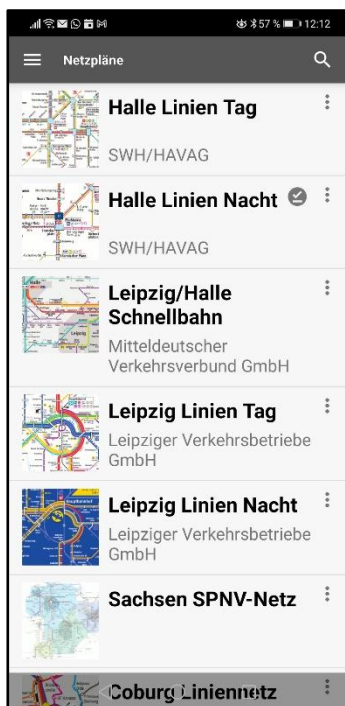 57 % 12:12
Netzpläne
Halle Linien Tag
SWH/HAVAG
Halle Linien Nacht
SWH/HAVAG
Leipzig/Halle
Schnellbahn
Mitteldeutscher
Verkehrsverbund GmbH
Leipzig Linien Tag
Leipziger Verkehrsbetriebe
GmbH
Leipzig Linien Nacht
Leipziger Verkehrsbetriebe
GmbH
Sachsen SPNV-Netz
Coburg Liniennetz